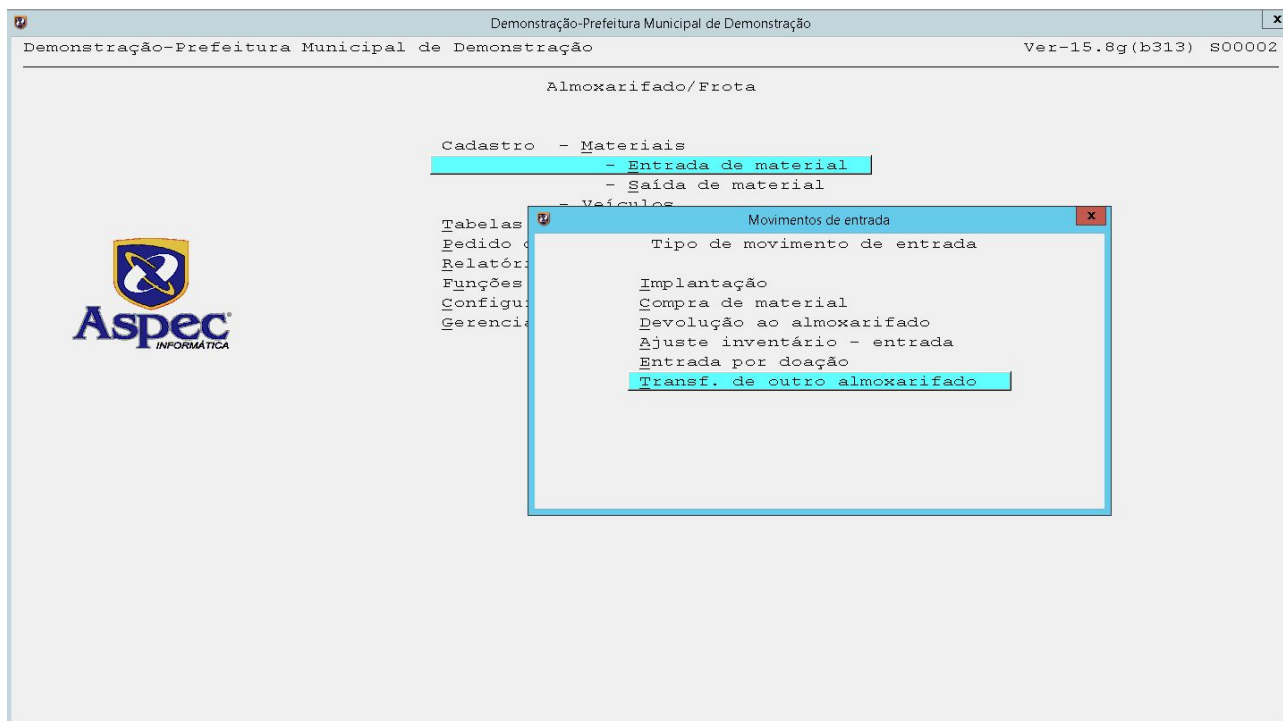 Demonstração-Prefeitura Municipal de Demonstração
x
Demonstração-Prefeitura Municipal de Demonstração Ver-15.8g(b313) S00002
Almoxarifado/Frota
Cadastro - Materiais
- Entrada de material
- Saída de material
- Veículos
Tabelas
Pedido
Relatór
Funções
Configu
Gerencia
Movimentos de entrada
x
Tipo de movimento de entrada
Implantação
Compra de material
Devolução ao almoxarifado
Ajuste inventário - entrada
Entrada por doação
Transf. de outro almoxarifado
Aspec
INFORMÁTICA